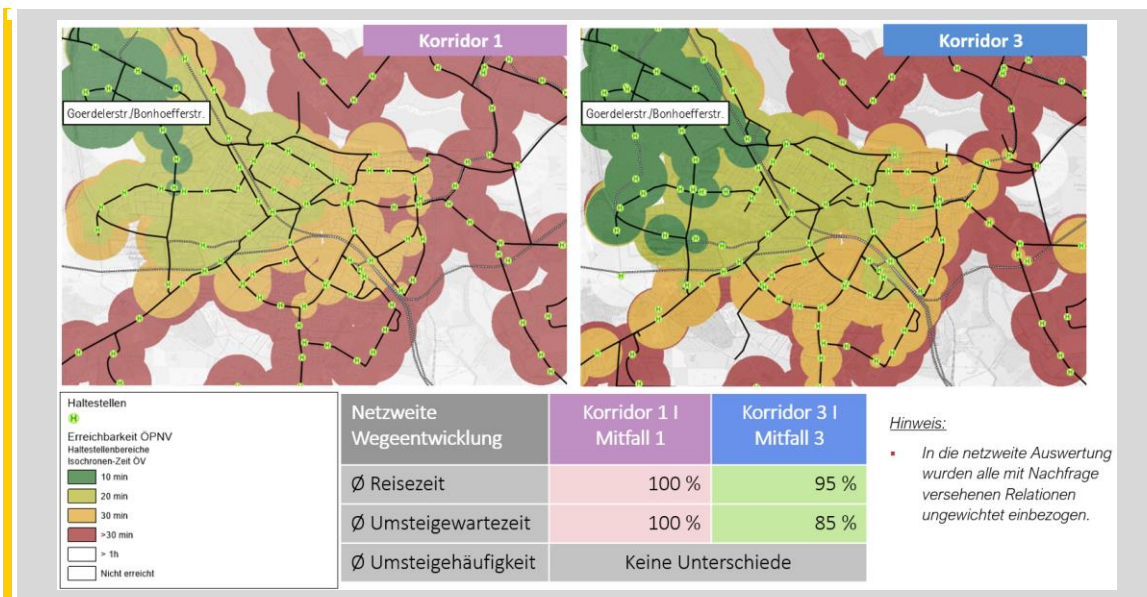 Korridor 1
Korridor 3
Goerdelerstr./Bonhoefferstr.
Goerdelerstr./Bonhoefferstr.
Haltestellen
H
Erreichbarkeit ÖPNV
Haltestellenbereiche
Isochronen-Zeit ÖV
10 min
20 min
30 min
>30 min
> 1h
Nicht erreicht
Netzweite
Wegeentwicklung
Korridor 1 I
Mitfall 1
Korridor 3 I
Mitfall 3
Ø Reisezeit
100 %
95 %
Ø Umsteigewartezeit
100 %
85 %
Ø Umsteigehäufigkeit
Keine Unterschiede
Hinweis:
▪ In die netzweite Auswertung
wurden alle mit Nachfrage
versehenen Relationen
ungewichtet einbezogen.